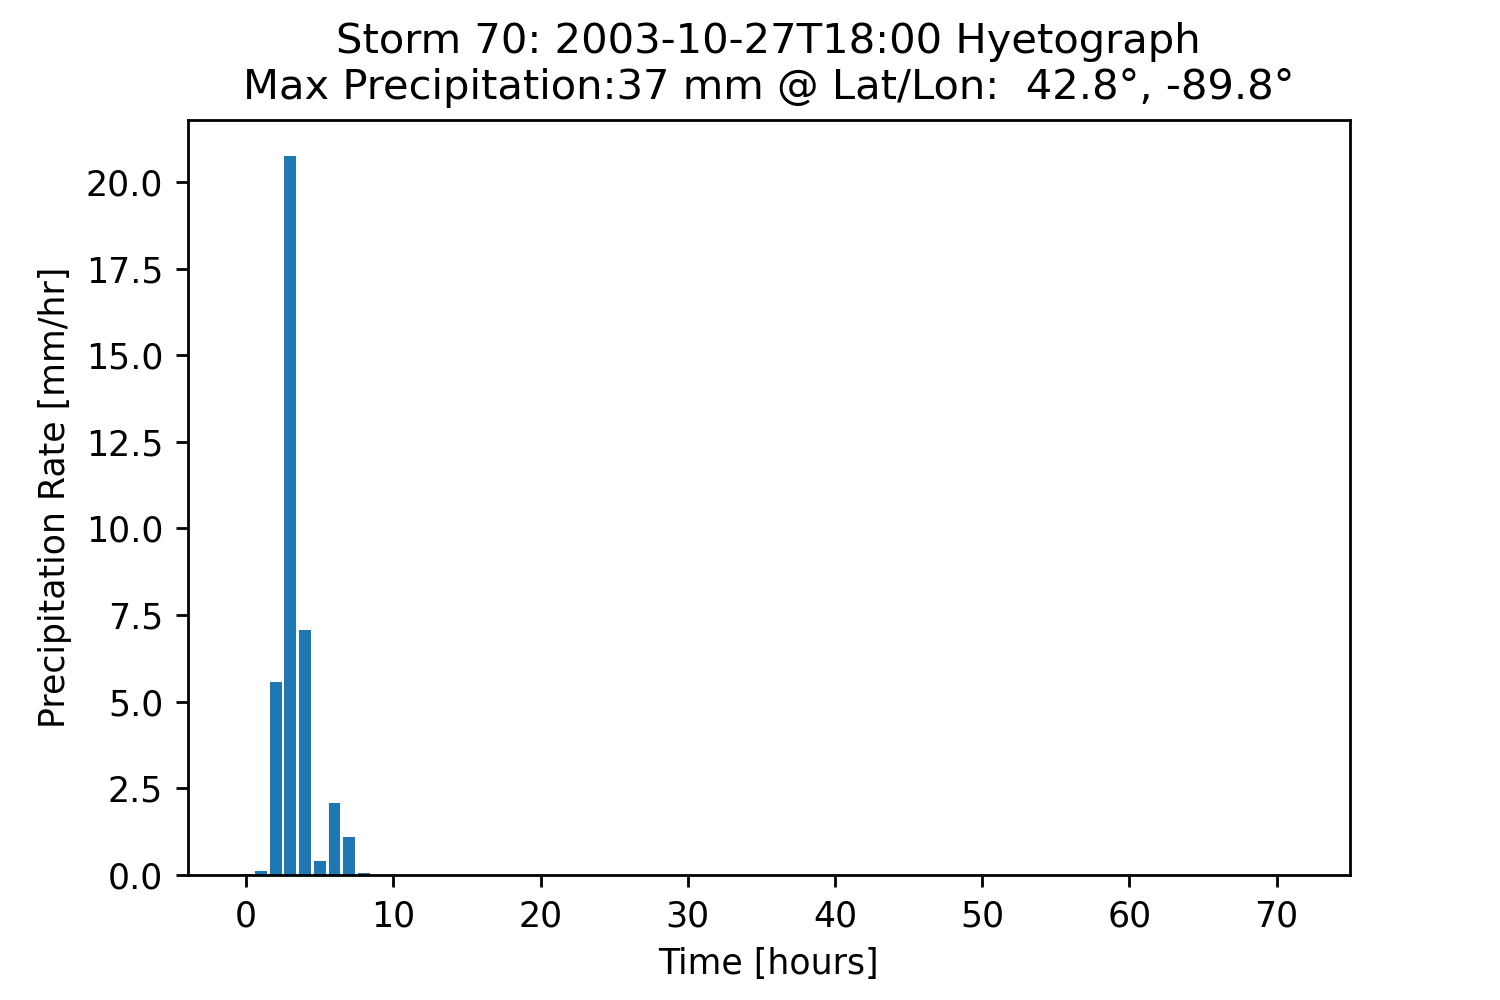 Storm 70: 2003-10-27T18:00 Hyetograph
Max Precipitation:37 mm @ Lat/Lon:  42.8°, -89.8°
Precipitation Rate [mm/hr]
20.0
17.5
15.0
12.5
10.0
7.5
5.0
2.5
0.0
0 10 20 30 40 50 60 70
Time [hours]